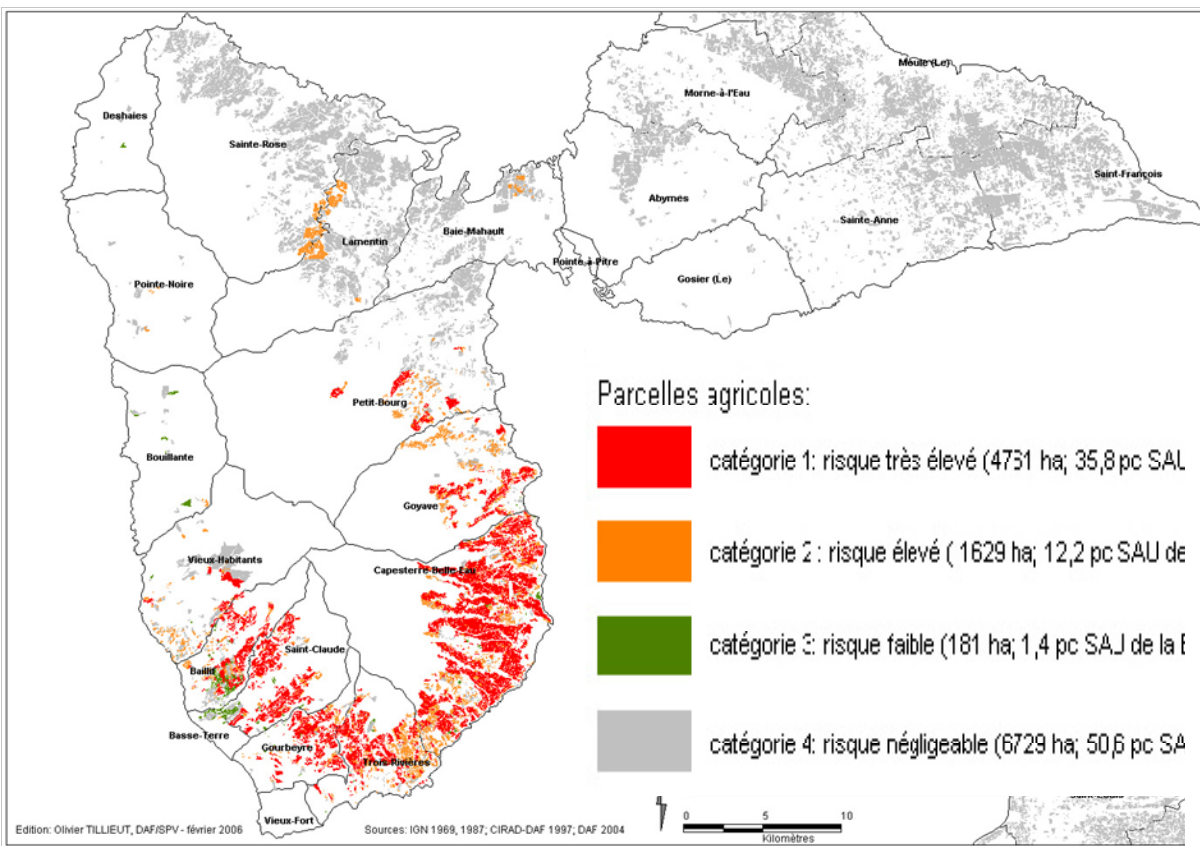 Moule (Le)
Morne-à-l'Eau
Deshaies
Sainte-Rose
Saint-François
Abymes
Sainte-Anne
Lamentin
Baie-Mahault
Pointe-à-Pitre
Gosier (Le)
Pointe-Noire
Parcelles agricoles:
Petit-Bourg
catégorie 1: risque très élevé (4731 ha; 35,8 pc SAU
Bouillante
Goyave
catégorie 2 : risque élevé ( 1629 ha; 12,2 pc SAU de
Vieux-Habitants
Capesterre-Belle-Eau
catégorie 3: risque faible (181 ha; 1,4 pc SAU de la
Saint-Claude
Baillif
Basse-Terre
Gourbeyre
catégorie 4: risque négligeable (6729 ha; 50,6 pc SA
Trois-Rivières
Vieux-Fort
0 5 10
Kilomètres
Edition: Olivier TILLIEUT, DAF/SPV - février 2006
Sources: IGN 1969, 1987; CIRAD-DAF 1997; DAF 2004